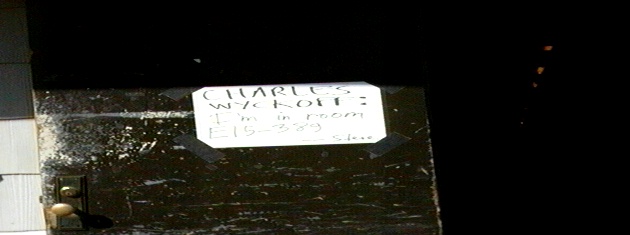 CHARLES
WYCKOFF:
I'm in room
E15-389
— Steve